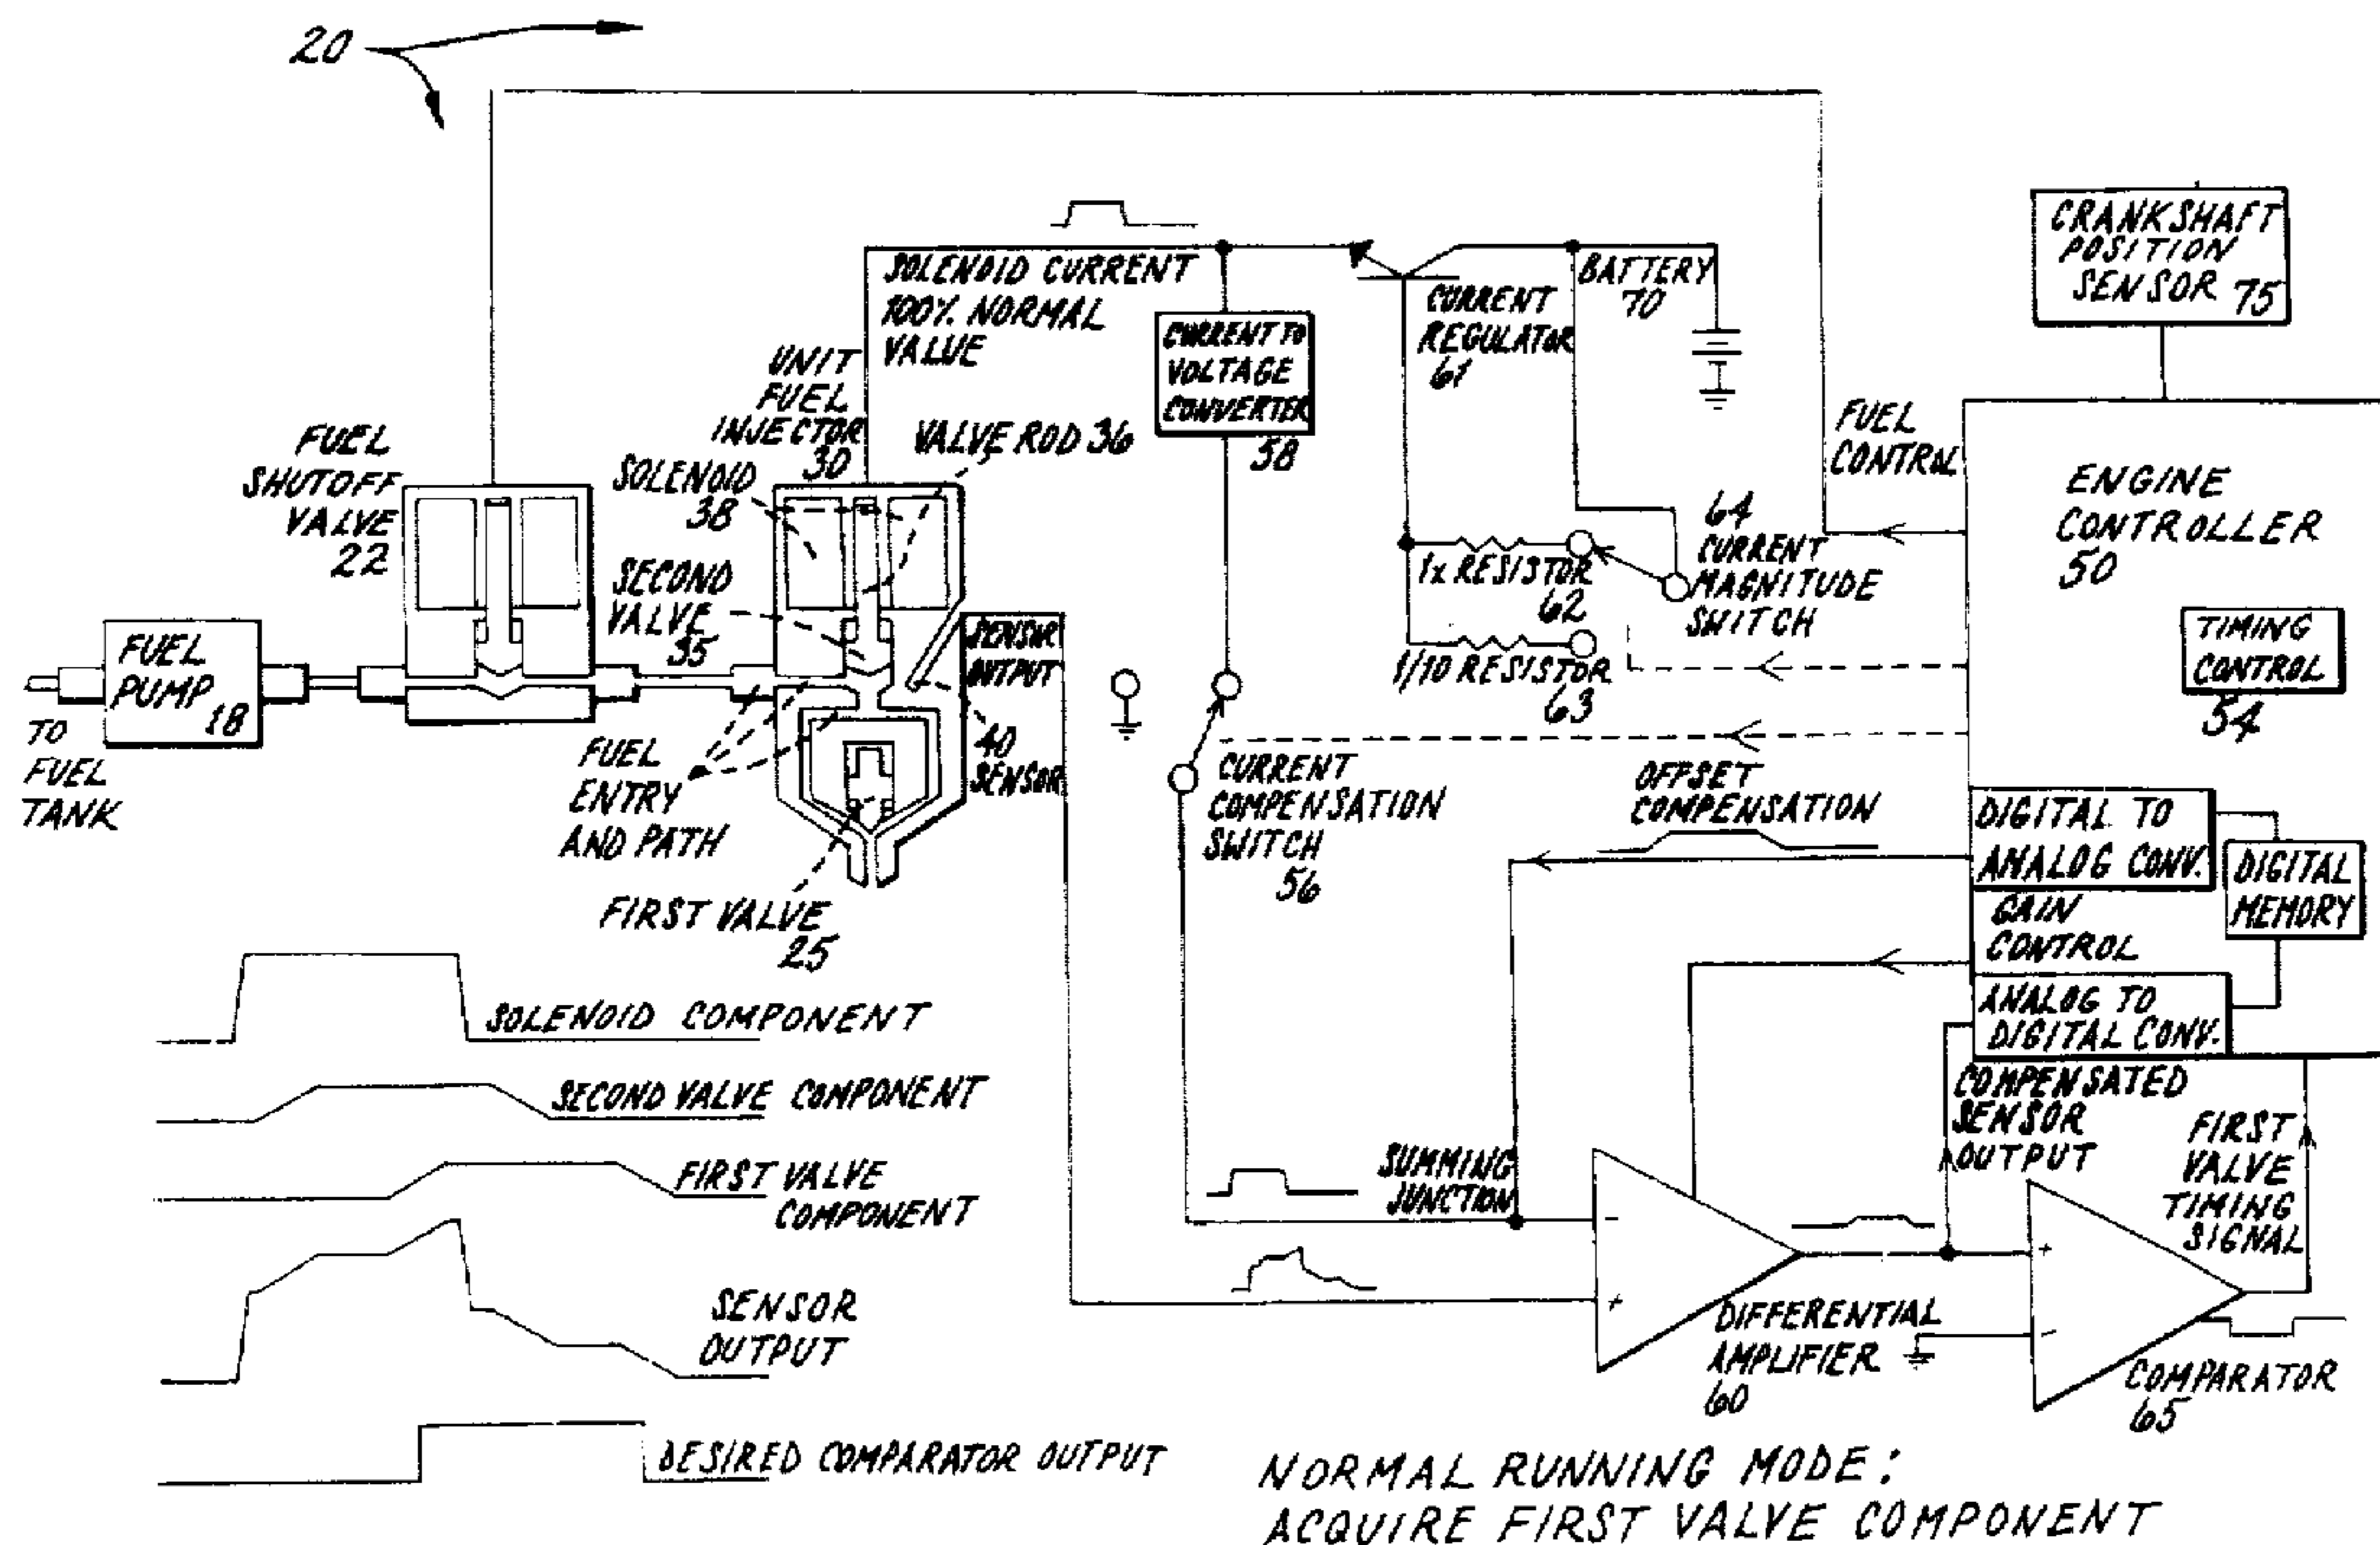 20
CRANKSHAFT
POSITION
SENSOR 75
SOLENOID CURRENT
100% NORMAL
VALUE
CURRENT TO
VOLTAGE
CONVERTER
58
CURRENT
REGULATOR
61
BATTERY
70
UNIT
FUEL
INJECTOR
30
VALVE ROD 36
FUEL
SHUTOFF
VALVE
22
SOLENOID
38
SECOND
VALVE
35
FUEL
PUMP
18
TO
FUEL
TANK
SENSOR
OUTPUT
40
SENSOR
FUEL
ENTRY
AND PATH
FIRST VALVE
25
1x RESISTOR
62
1/10 RESISTOR
63
64
CURRENT
MAGNITUDE
SWITCH
FUEL
CONTROL
ENGINE
CONTROLLER
50
TIMING
CONTROL
54
CURRENT
COMPENSATION
SWITCH
56
OFFSET
COMPENSATION
DIGITAL TO
ANALOG CONV.
DIGITAL
MEMORY
GAIN
CONTROL
ANALOG TO
DIGITAL CONV.
COMPENSATED
SENSOR
OUTPUT
FIRST
VALVE
TIMING
SIGNAL
SUMMING
JUNCTION
-
+
DIFFERENTIAL
AMPLIFIER
60
+
-
COMPARATOR
65
SOLENOID COMPONENT
SECOND VALVE COMPONENT
FIRST VALVE
COMPONENT
SENSOR
OUTPUT
DESIRED COMPARATOR OUTPUT
NORMAL RUNNING MODE:
ACQUIRE FIRST VALVE COMPONENT